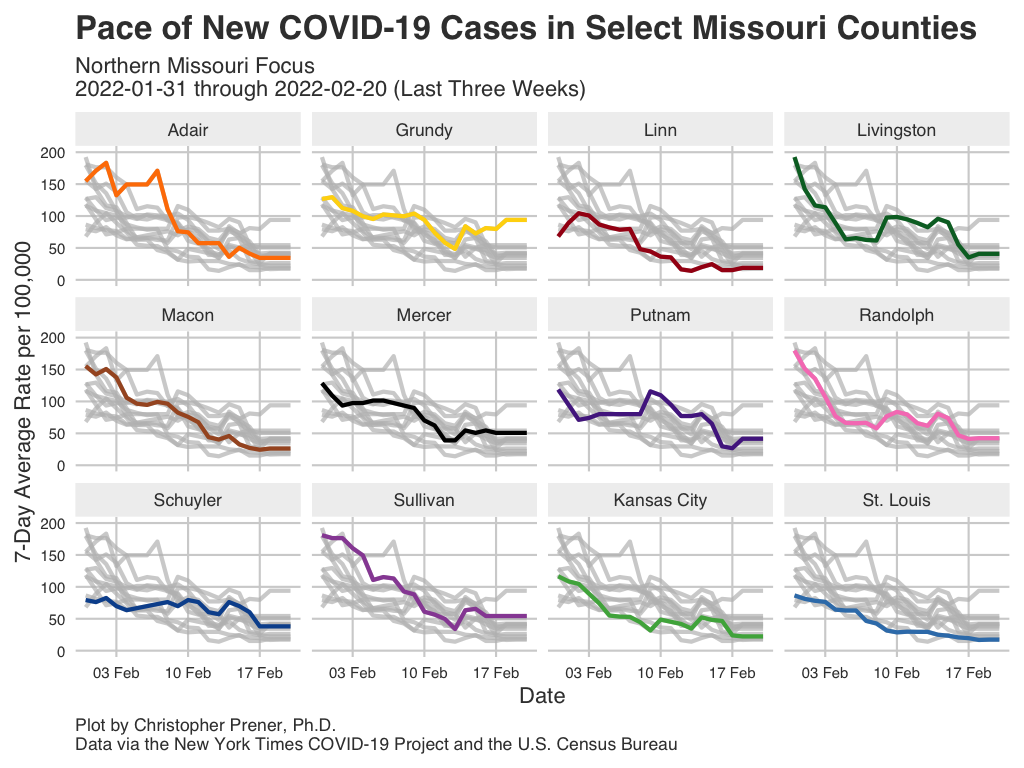 Pace of New COVID-19 Cases in Select Missouri Counties
Northern Missouri Focus
2022-01-31 through 2022-02-20 (Last Three Weeks)
Adair
Grundy
Linn
Livingston
200
150
100
50
0
Macon
Mercer
Putnam
Randolph
200
150
100
50
0
Schuyler
Sullivan
Kansas City
St. Louis
200
150
100
50
0
7-Day Average Rate per 100,000
03 Feb 10 Feb 17 Feb
03 Feb 10 Feb 17 Feb
03 Feb 10 Feb 17 Feb
03 Feb 10 Feb 17 Feb
Date
Plot by Christopher Prener, Ph.D.
Data via the New York Times COVID-19 Project and the U.S. Census Bureau